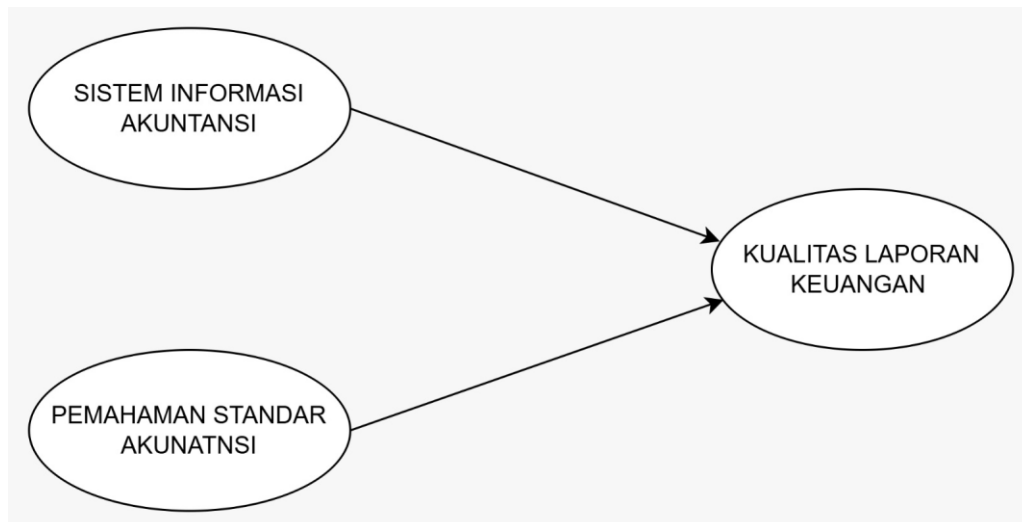 SISTEM INFORMASI
AKUNTANSI
KUALITAS LAPORAN
KEUANGAN
PEMAHAMAN STANDAR
AKUNATNSI